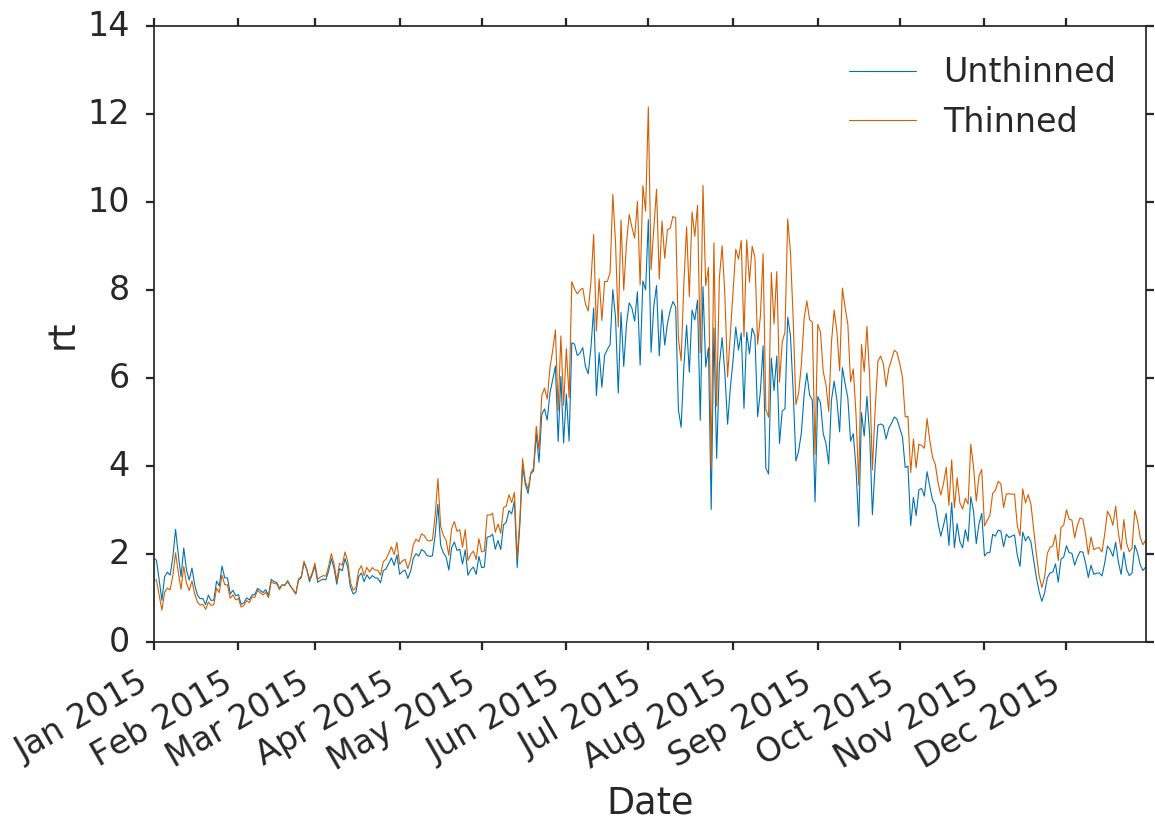 14
12
10
8
6
4
2
0
rt
Unthinned
Thinned
Jan 2015
Feb 2015
Mar 2015
Apr 2015
May 2015
Jun 2015
Jul 2015
Aug 2015
Sep 2015
Oct 2015
Nov 2015
Dec 2015
Date